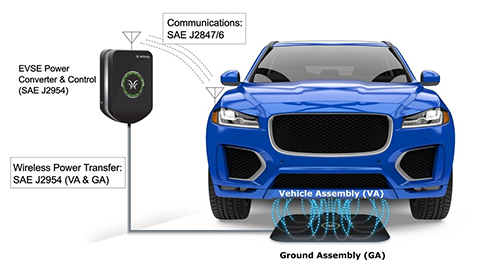 Communications:
SAE J2847/6
EVSE Power
Converter & Control
(SAE J2954)
Wireless Power Transfer:
SAE J2954 (VA & GA)
Vehicle Assembly (VA)
Ground Assembly (GA)